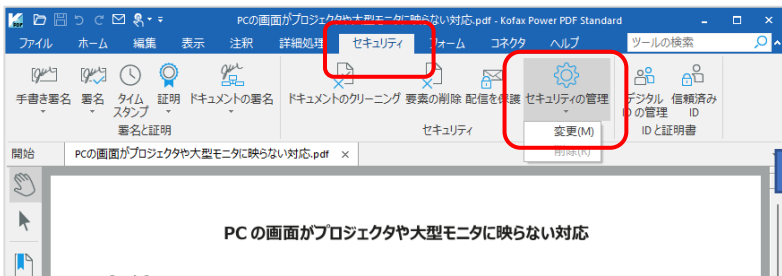 PCの画面がプロジェクタや大型モニタに映らない対応.pdf - Kofax Power PDF Standard
ファイル ホーム 編集 表示 注釈 詳細処理 セキュリティ フォーム コネクタ ヘルプ ツールの検索
手書き署名 署名 タイム スタンプ 証明 ドキュメントの署名 ドキュメントのクリーニング 要素の削除 配信を保護 セキュリティの管理 デジタル IDの管理 信頼済み ID
署名と証明 セキュリティ IDと証明書
変更(M)
削除(R)
開始 PCの画面がプロジェクタや大型モニタに映らない対応.pdf ×
PC の画面がプロジェクタや大型モニタに映らない対応